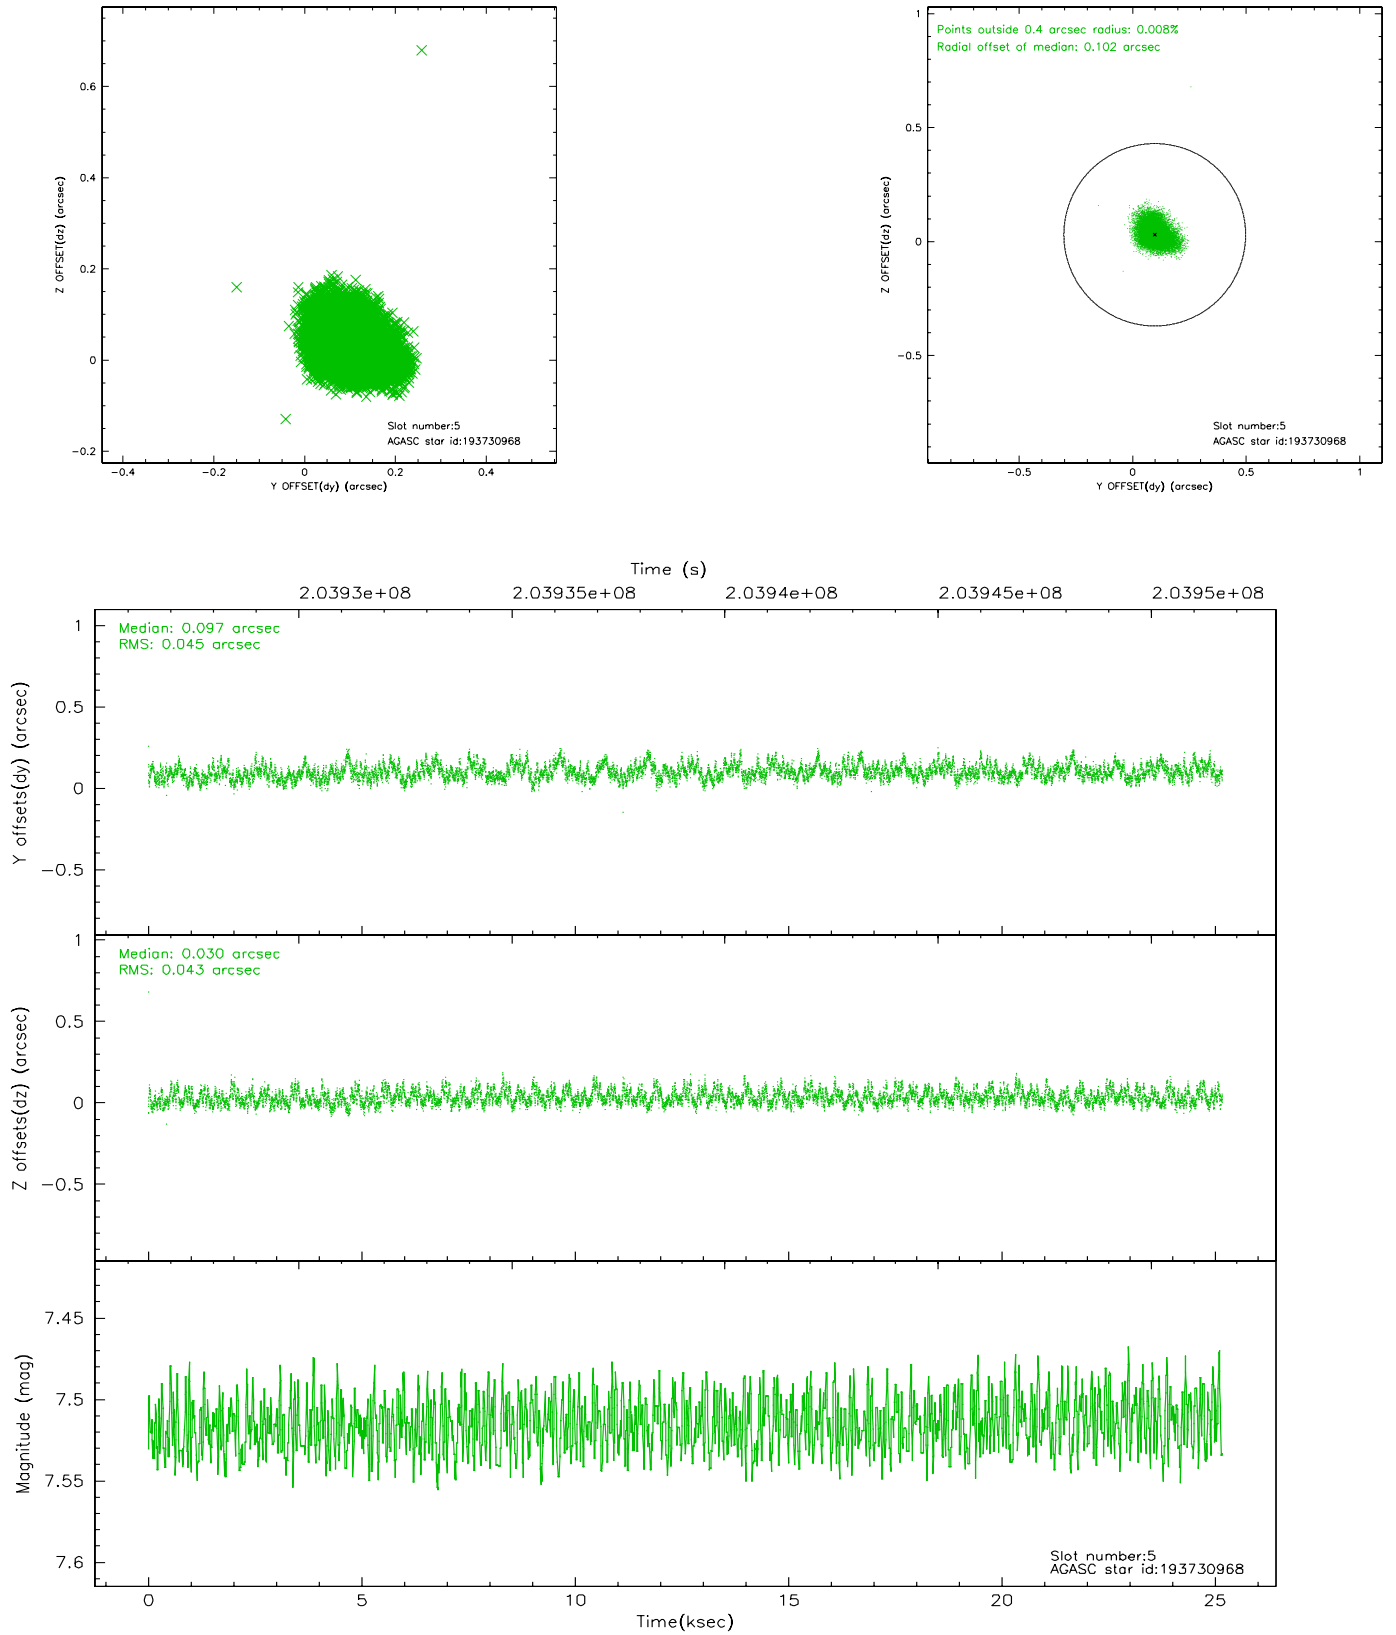 0.6
0.4
0.2
0
−0.2
Z OFFSET(dz) (arcsec)
−0.4 −0.2 0 0.2 0.4
Y OFFSET(dy) (arcsec)
Slot number:5
AGASC star id:193730968
Points outside 0.4 arcsec radius: 0.008%
Radial offset of median: 0.102 arcsec
1
0.5
0
−0.5
Z OFFSET(dz) (arcsec)
−0.5 0 0.5 1
Y OFFSET(dy) (arcsec)
Slot number:5
AGASC star id:193730968
Time (s)
2.0393e+08 2.03935e+08 2.0394e+08 2.03945e+08 2.0395e+08
Median: 0.097 arcsec
RMS: 0.045 arcsec
1
0.5
0
−0.5
Y offsets(dy) (arcsec)
Median: 0.030 arcsec
RMS: 0.043 arcsec
1
0.5
0
−0.5
Z offsets(dz) (arcsec)
7.45
7.5
7.55
7.6
Magnitude (mag)
Slot number:5
AGASC star id:193730968
0 5 10 15 20 25
Time(ksec)